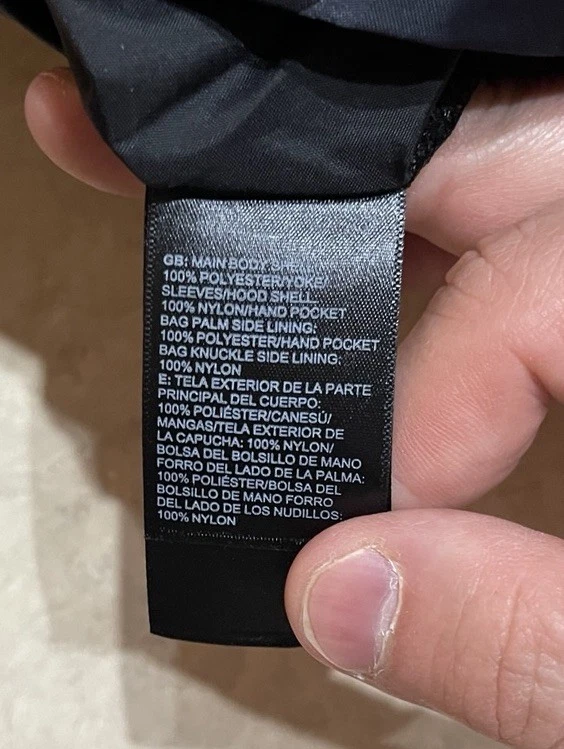 GB: MAIN BODY SHELL:
100% POLYESTER/YOKE/
SLEEVES/HOOD SHELL
100% NYLON/HAND POCKET
BAG PALM SIDE LINING:
100% POLYESTER/HAND POCKET
BAG KNUCKLE SIDE LINING:
100% NYLON
E: TELA EXTERIOR DE LA PARTE
PRINCIPAL DEL CUERPO:
100% POLIÉSTER/CANESÚ/
MANGAS/TELA EXTERIOR DE
LA CAPUCHA: 100% NYLON/
BOLSA DEL BOLSILLO DE MANO
FORRO DEL LADO DE LA PALMA:
100% POLIÉSTER/BOLSA DEL
BOLSILLO DE MANO FORRO
DEL LADO DE LOS NUDILLOS:
100% NYLON